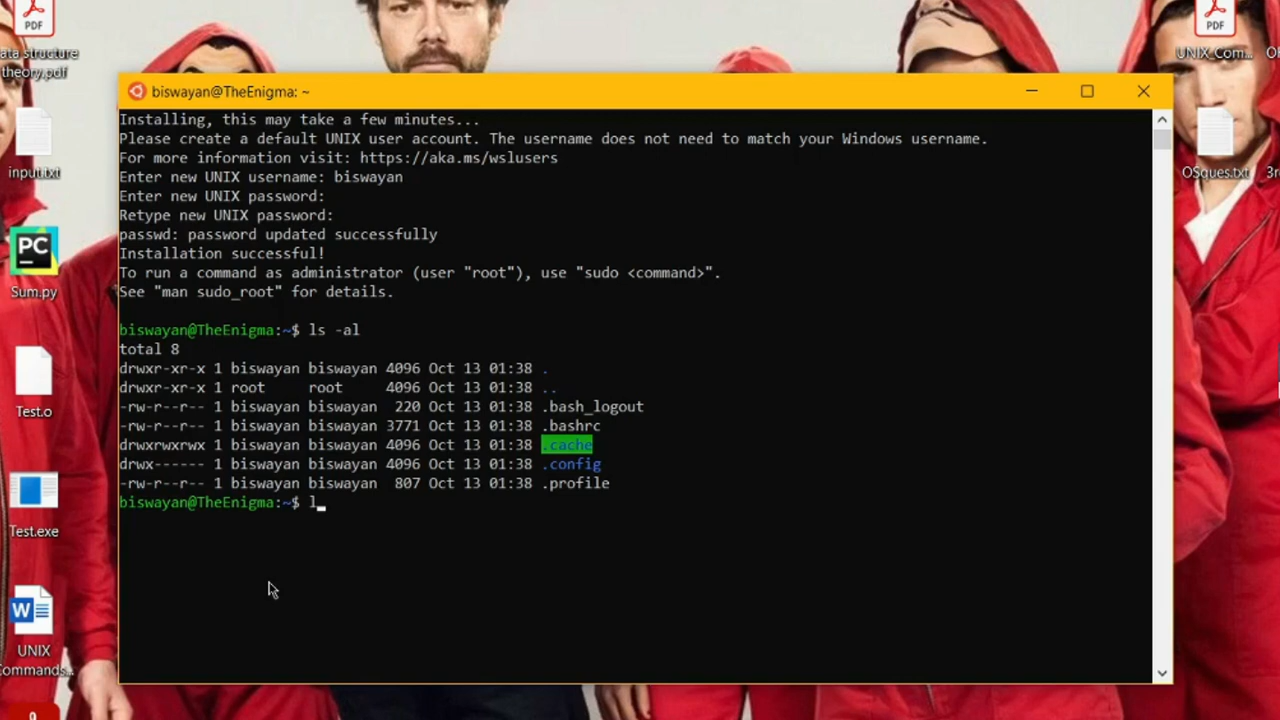 PDF
ata structure
theory.pdf
input.txt
PC
Sum.py
Test.o
Test.exe
W
UNIX
Commands...
PDF
UNIX_Com...
OSques.txt
3r
biswayan@TheEnigma: ~
Installing, this may take a few minutes...
Please create a default UNIX user account. The username does not need to match your Windows username.
For more information visit: https://aka.ms/wslusers
Enter new UNIX username: biswayan
Enter new UNIX password:
Retype new UNIX password:
passwd: password updated successfully
Installation successful!
To run a command as administrator (user "root"), use "sudo <command>".
See "man sudo_root" for details.
biswayan@TheEnigma:~$ ls -al
total 8
drwxr-xr-x 1 biswayan biswayan 4096 Oct 13 01:38 .
drwxr-xr-x 1 root     root     4096 Oct 13 01:38 ..
-rw-r--r-- 1 biswayan biswayan  220 Oct 13 01:38 .bash_logout
-rw-r--r-- 1 biswayan biswayan 3771 Oct 13 01:38 .bashrc
drwxrwxrwx 1 biswayan biswayan 4096 Oct 13 01:38 .cache
drwx------ 1 biswayan biswayan 4096 Oct 13 01:38 .config
-rw-r--r-- 1 biswayan biswayan  807 Oct 13 01:38 .profile
biswayan@TheEnigma:~$ l